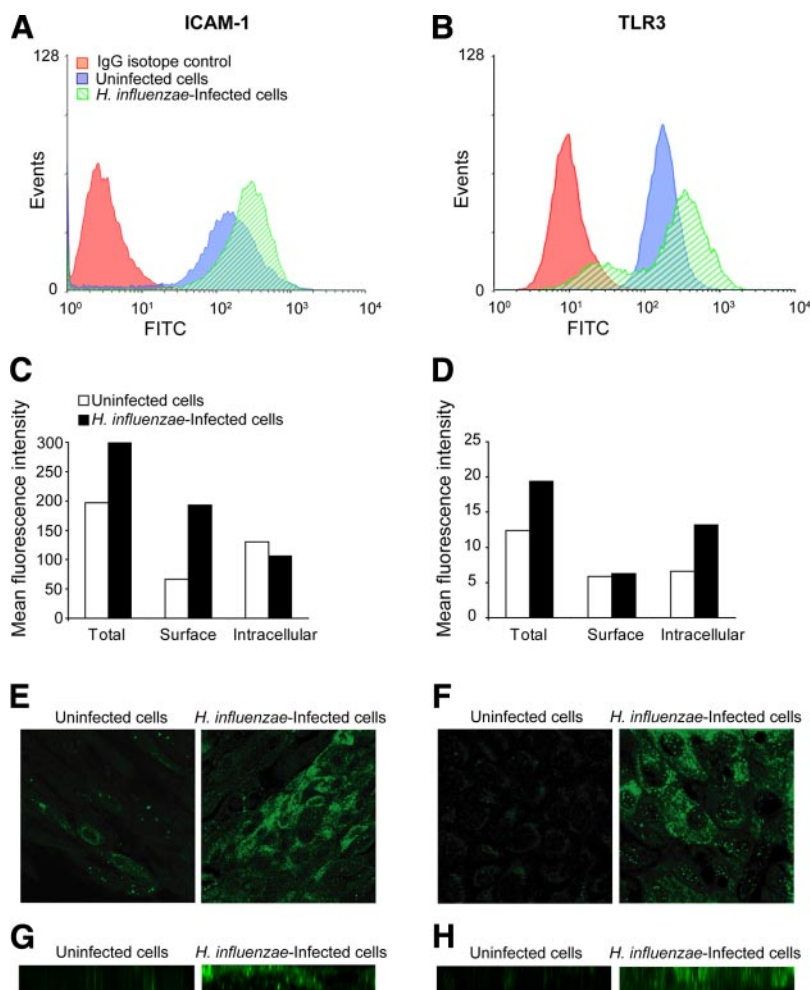 A
ICAM-1
B
TLR3
128
IgG isotope control
Uninfected cells
H. influenzae-Infected cells
Events
0
10⁰ 10¹ 10² 10³ 10⁴
FITC
128
Events
0
10⁰ 10¹ 10² 10³ 10⁴
FITC
C
Uninfected cells
H. influenzae-Infected cells
Mean fluorescence intensity
300
250
200
150
100
50
0
Total Surface Intracellular
D
Mean fluorescence intensity
25
20
15
10
5
0
Total Surface Intracellular
E
Uninfected cells H. influenzae-Infected cells
F
Uninfected cells H. influenzae-Infected cells
G
Uninfected cells H. influenzae-Infected cells
H
Uninfected cells H. influenzae-Infected cells